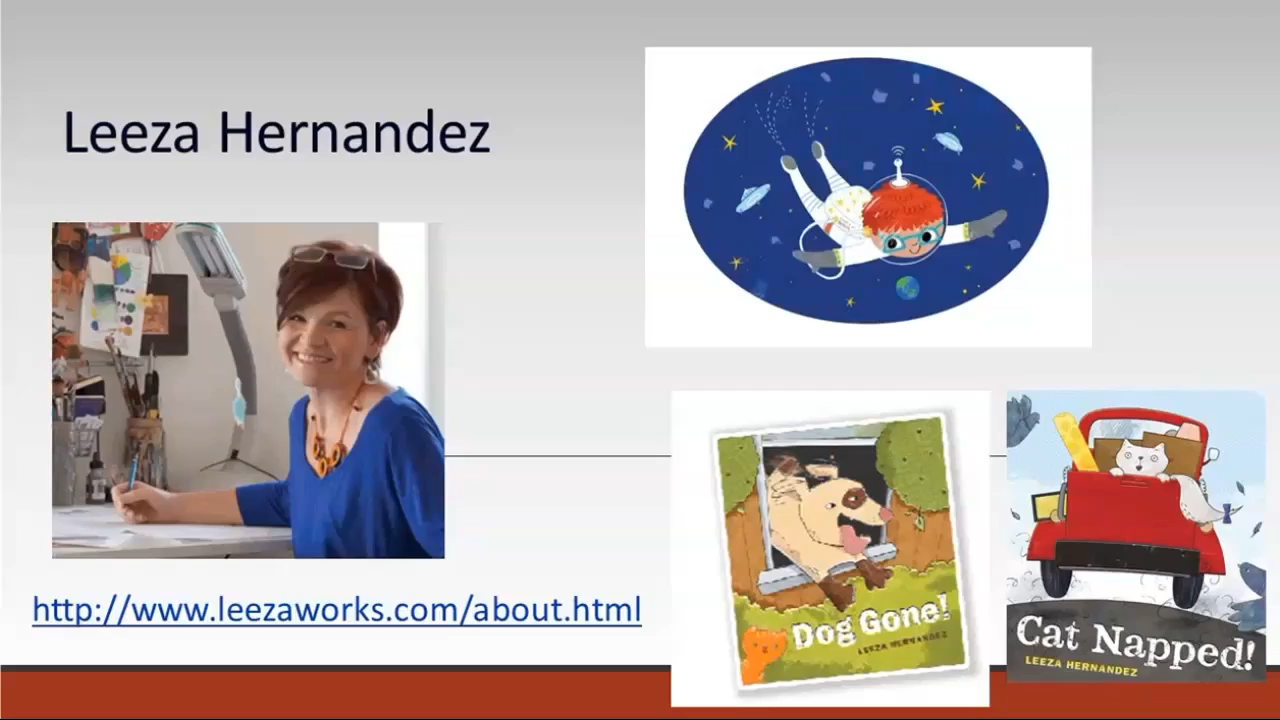 Leeza Hernandez
http://www.leezaworks.com/about.html
Dog Gone!
LEEZA HERNANDEZ
Cat Napped!
LEEZA HERNANDEZ